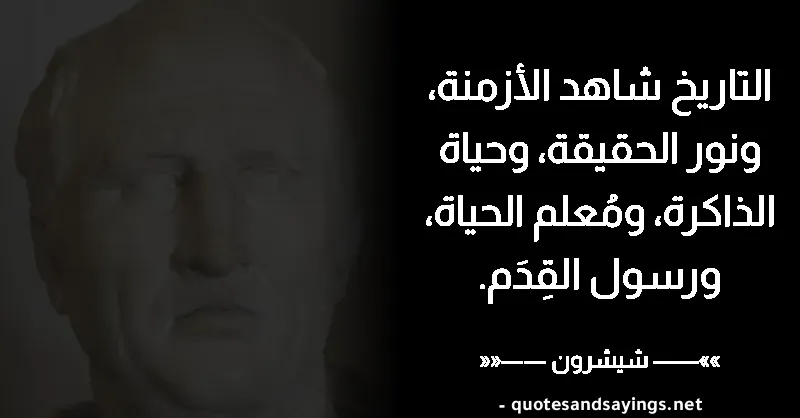 التاريخ شاهد الأزمنة،
ونور الحقيقة، وحياة
الذاكرة، ومُعلم الحياة،
ورسول القِدَم.
««—— شيشرون ——»»
- quotesandsayings.net